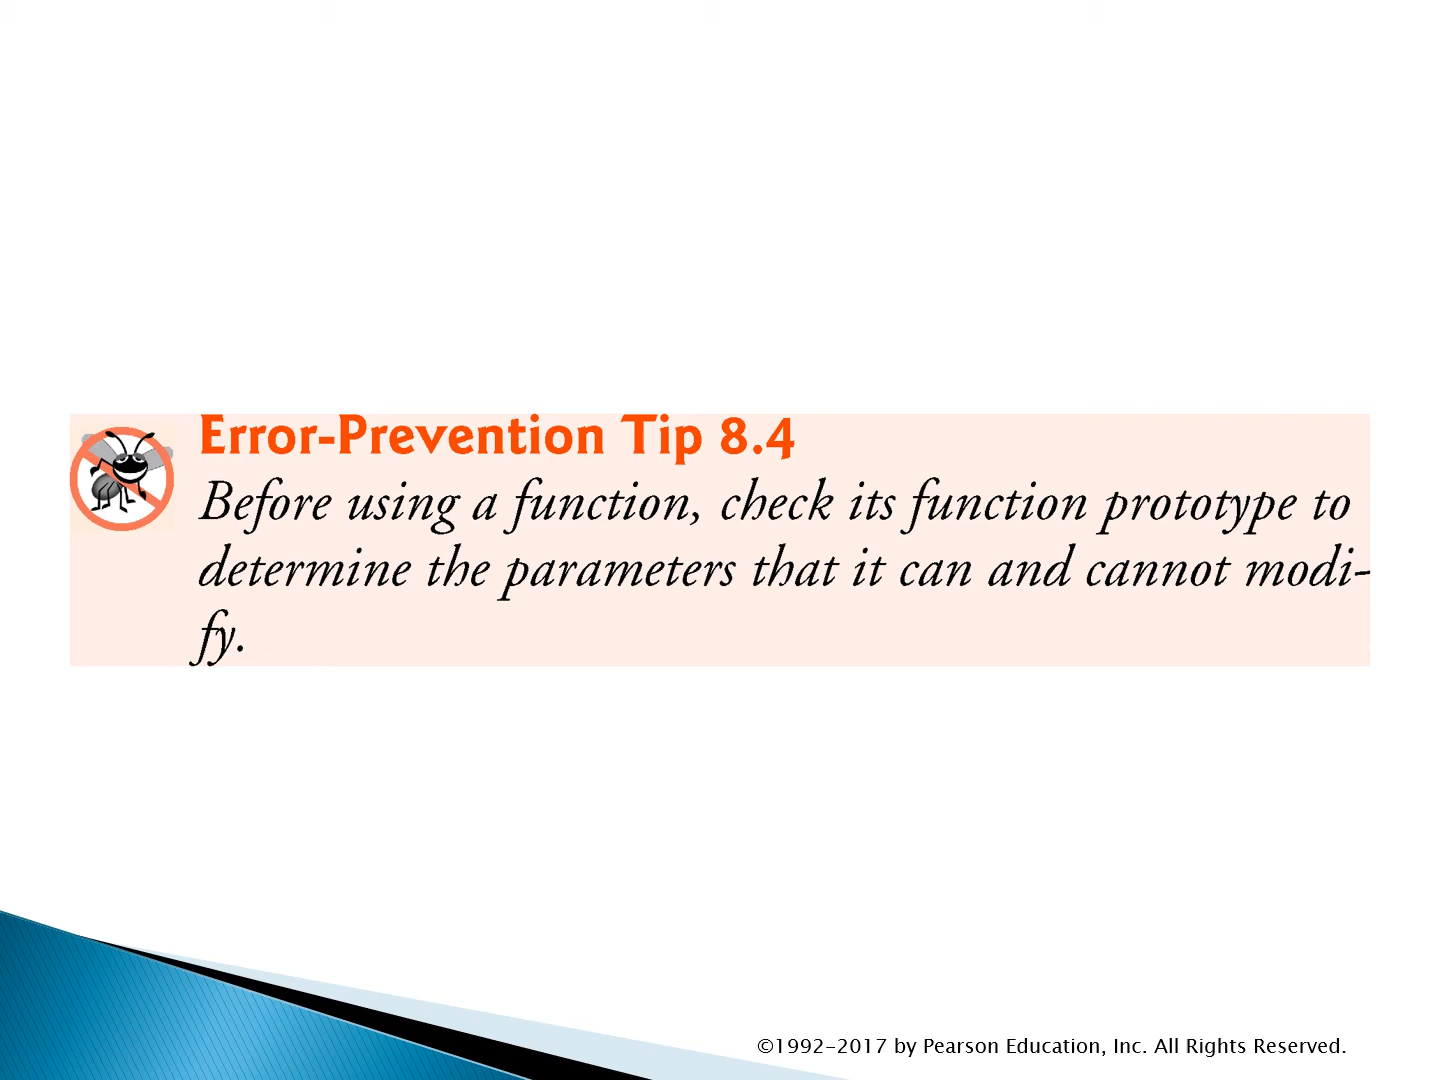 Error-Prevention Tip 8.4
Before using a function, check its function prototype to
determine the parameters that it can and cannot modi-
fy.
©1992-2017 by Pearson Education, Inc. All Rights Reserved.